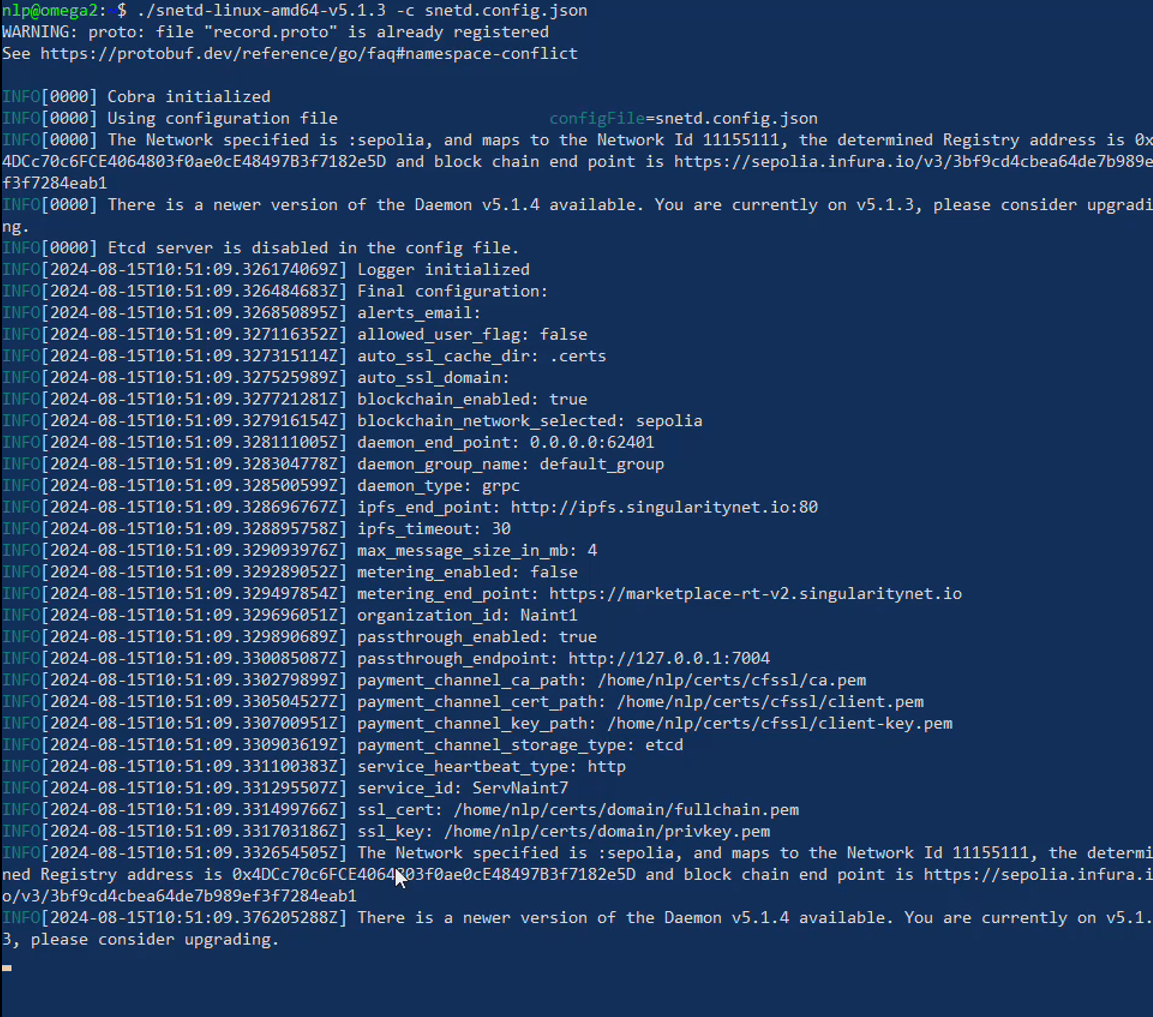 nlp@omega2: $ ./snetd-linux-amd64-v5.1.3 -c snetd.config.json
WARNING: proto: file "record.proto" is already registered
See https://protobuf.dev/reference/go/faq#namespace-conflict
INFO[0000] Cobra initialized
INFO[0000] Using configuration file configFile=snetd.config.json
INFO[0000] The Network specified is :sepolia, and maps to the Network Id 11155111, the determined Registry address is 0x
4DCc70c6FCE4064803f0ae0cE48497B3f7182e5D and block chain end point is https://sepolia.infura.io/v3/3bf9cd4cbea64de7b989e
f3f7284eab1
INFO[0000] There is a newer version of the Daemon v5.1.4 available. You are currently on v5.1.3, please consider upgradi
ng.
INFO[0000] Etcd server is disabled in the config file.
INFO[2024-08-15T10:51:09.326174069Z] Logger initialized
INFO[2024-08-15T10:51:09.326484683Z] Final configuration:
INFO[2024-08-15T10:51:09.326850895Z] alerts_email:
INFO[2024-08-15T10:51:09.327116352Z] allowed_user_flag: false
INFO[2024-08-15T10:51:09.327315114Z] auto_ssl_cache_dir: .certs
INFO[2024-08-15T10:51:09.327525989Z] auto_ssl_domain:
INFO[2024-08-15T10:51:09.327721281Z] blockchain_enabled: true
INFO[2024-08-15T10:51:09.327916154Z] blockchain_network_selected: sepolia
INFO[2024-08-15T10:51:09.328111005Z] daemon_end_point: 0.0.0.0:62401
INFO[2024-08-15T10:51:09.328304778Z] daemon_group_name: default_group
INFO[2024-08-15T10:51:09.328500599Z] daemon_type: grpc
INFO[2024-08-15T10:51:09.328696767Z] ipfs_end_point: http://ipfs.singularitynet.io:80
INFO[2024-08-15T10:51:09.328895758Z] ipfs_timeout: 30
INFO[2024-08-15T10:51:09.329093976Z] max_message_size_in_mb: 4
INFO[2024-08-15T10:51:09.329289052Z] metering_enabled: false
INFO[2024-08-15T10:51:09.329497854Z] metering_end_point: https://marketplace-rt-v2.singularitynet.io
INFO[2024-08-15T10:51:09.329696051Z] organization_id: Naint1
INFO[2024-08-15T10:51:09.329890689Z] passthrough_enabled: true
INFO[2024-08-15T10:51:09.330085087Z] passthrough_endpoint: http://127.0.0.1:7004
INFO[2024-08-15T10:51:09.330279899Z] payment_channel_ca_path: /home/nlp/certs/cfssl/ca.pem
INFO[2024-08-15T10:51:09.330504527Z] payment_channel_cert_path: /home/nlp/certs/cfssl/client.pem
INFO[2024-08-15T10:51:09.330700951Z] payment_channel_key_path: /home/nlp/certs/cfssl/client-key.pem
INFO[2024-08-15T10:51:09.330903619Z] payment_channel_storage_type: etcd
INFO[2024-08-15T10:51:09.331100383Z] service_heartbeat_type: http
INFO[2024-08-15T10:51:09.331295507Z] service_id: ServNaint7
INFO[2024-08-15T10:51:09.331499766Z] ssl_cert: /home/nlp/certs/domain/fullchain.pem
INFO[2024-08-15T10:51:09.331703186Z] ssl_key: /home/nlp/certs/domain/privkey.pem
INFO[2024-08-15T10:51:09.332654505Z] The Network specified is :sepolia, and maps to the Network Id 11155111, the determi
ned Registry address is 0x4DCc70c6FCE4064803f0ae0cE48497B3f7182e5D and block chain end point is https://sepolia.infura.i
o/v3/3bf9cd4cbea64de7b989ef3f7284eab1
INFO[2024-08-15T10:51:09.376205288Z] There is a newer version of the Daemon v5.1.4 available. You are currently on v5.1.
3, please consider upgrading.